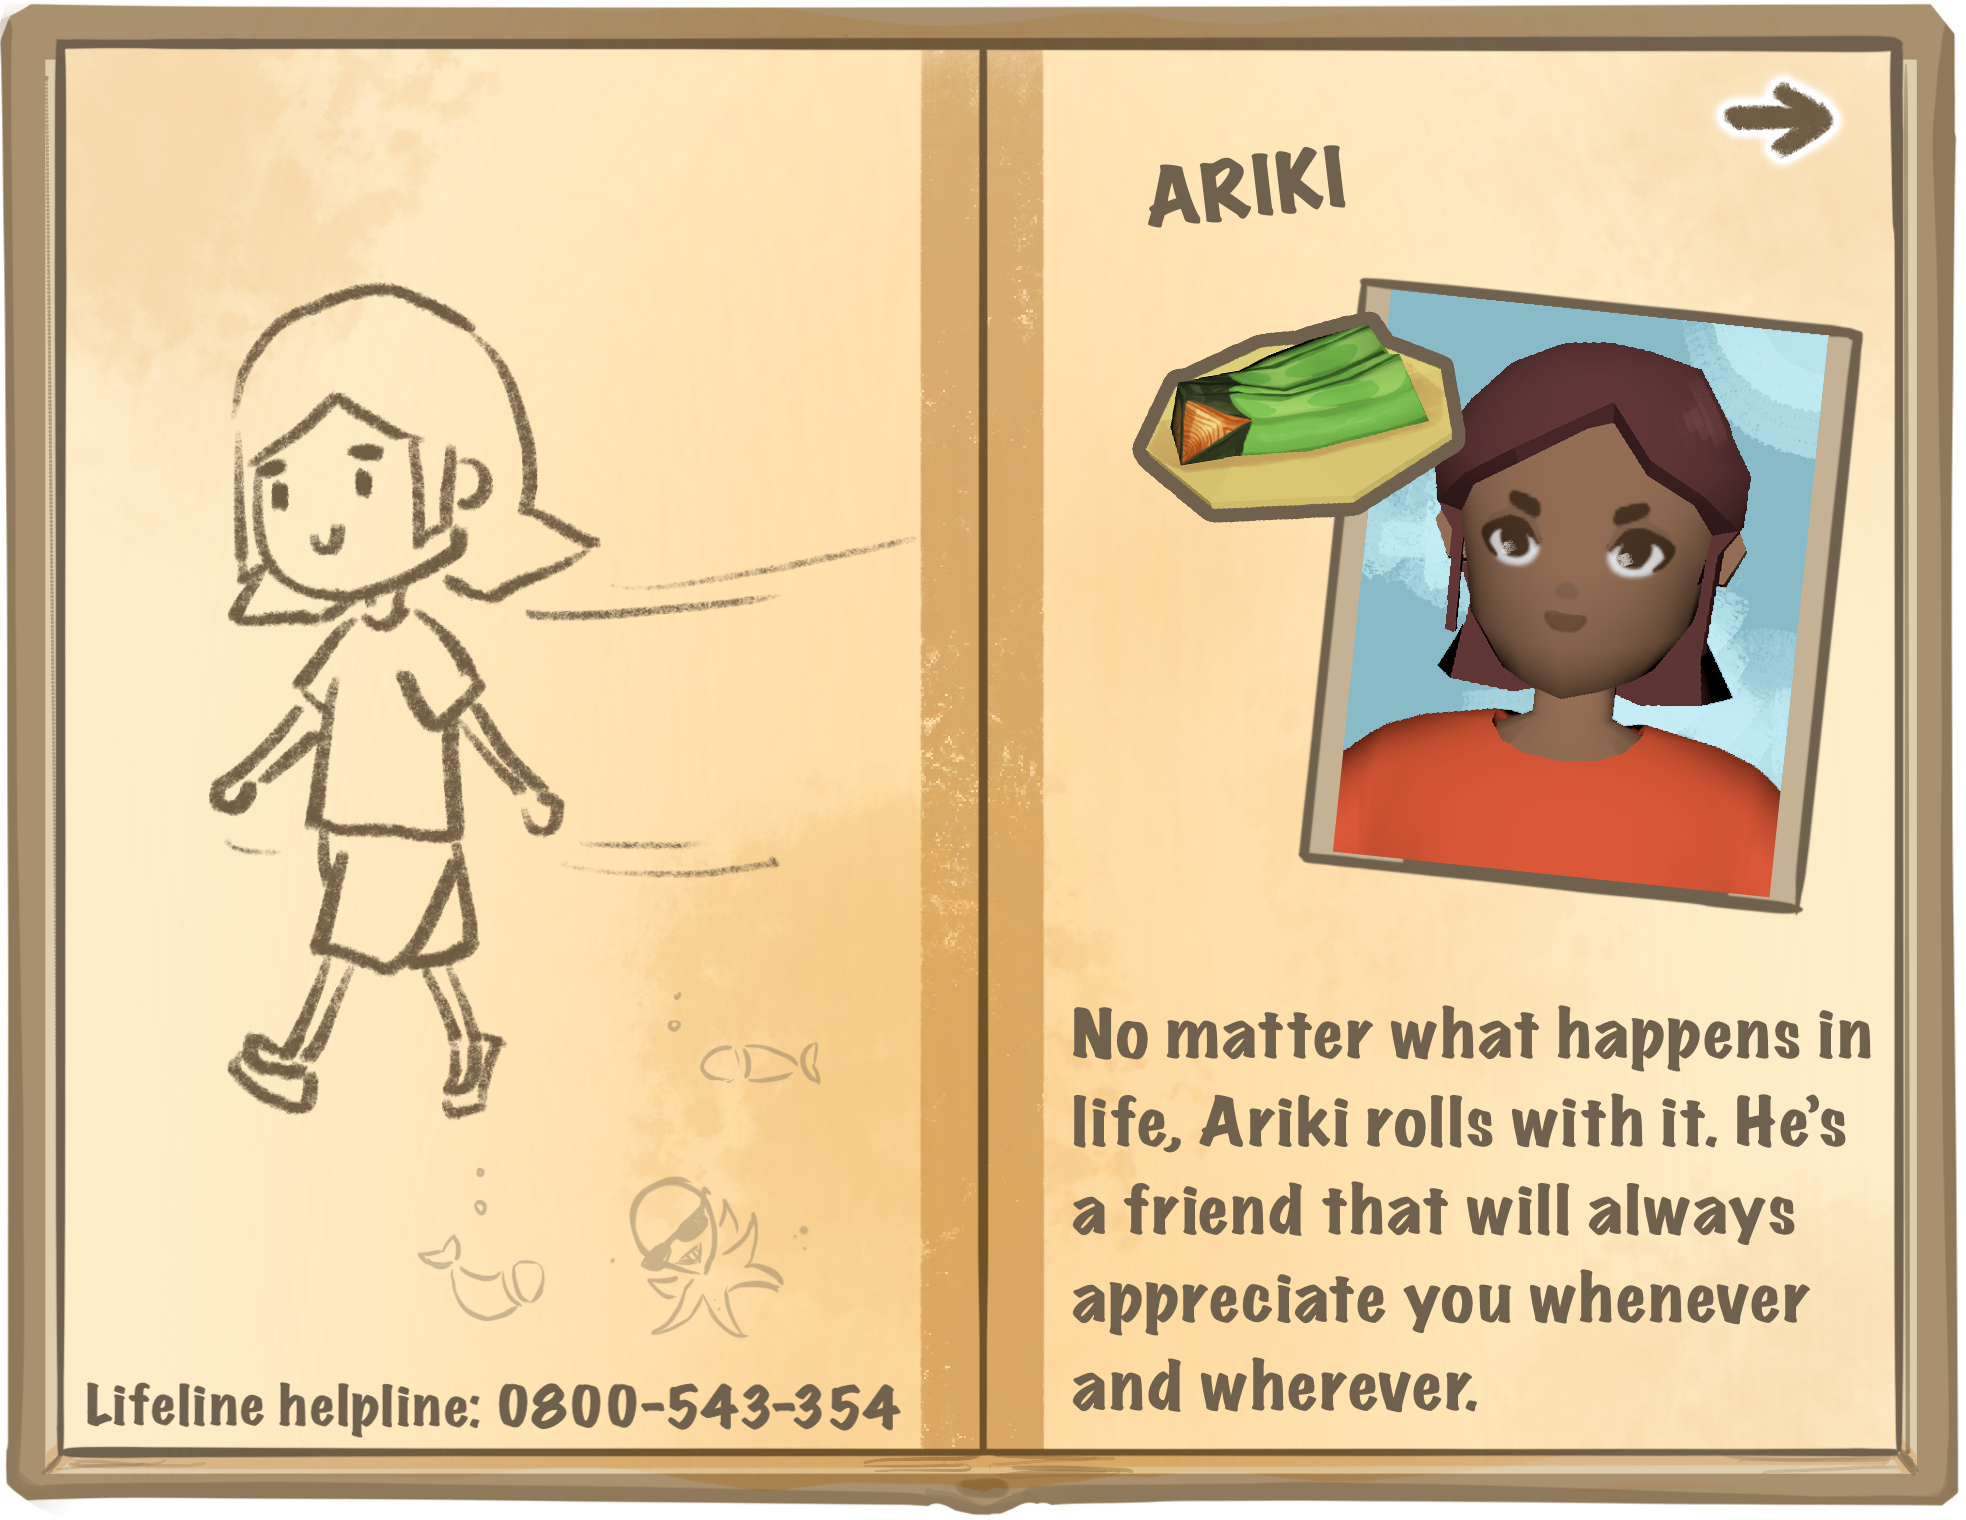 Lifeline helpline: 0800-543-354
ARIKI
No matter what happens in
life, Ariki rolls with it. He's
a friend that will always
appreciate you whenever
and wherever.